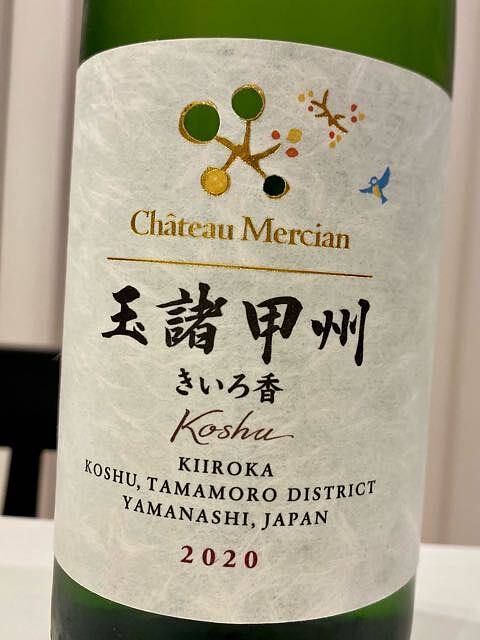 Château Mercian
玉諸甲州
きいろ香
Koshu
KIIROKA
KOSHU, TAMAMORO DISTRICT
YAMANASHI, JAPAN
2020